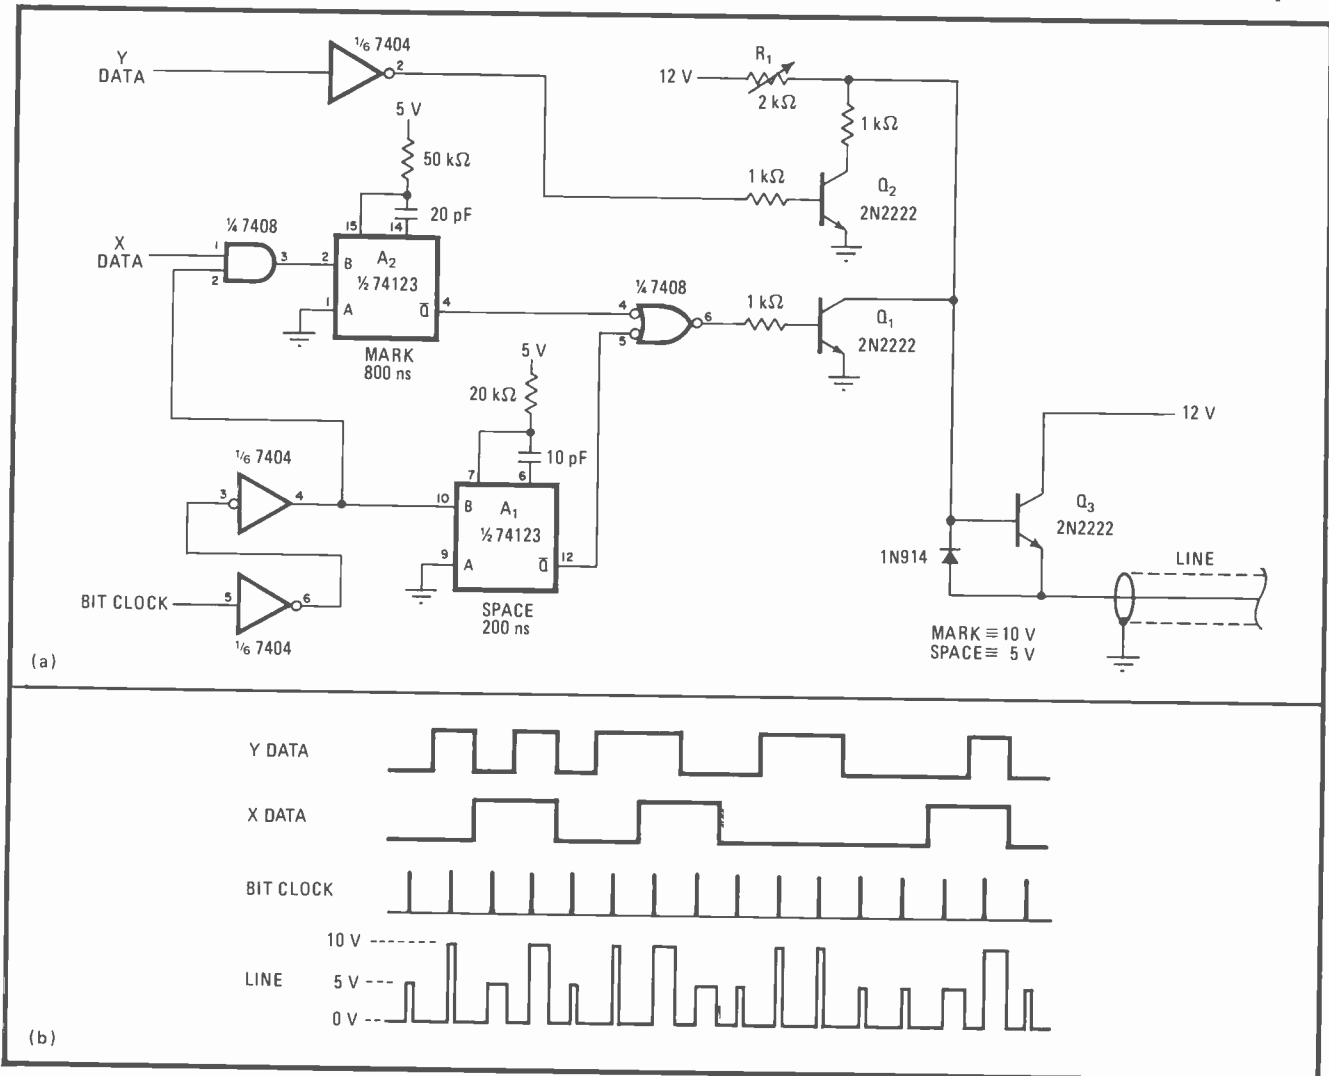 Y
DATA
1/6 7404
2
5 V
50 kΩ
20 pF
15
14
X
DATA
1/4 7408
1
2
3
2
B
A2
1/2 74123
1
A
Q̅
4
MARK
800 ns
12 V
R1
2 kΩ
1 kΩ
1 kΩ
Q2
2N2222
1/4 7408
4
5
6
1 kΩ
Q1
2N2222
5 V
20 kΩ
10 pF
7
6
1/6 7404
3
4
10
B
A1
1/2 74123
9
A
Q̅
12
SPACE
200 ns
BIT CLOCK
5
6
1/6 7404
12 V
Q3
2N2222
1N914
LINE
MARK ≡ 10 V
SPACE ≡ 5 V
(a)
Y DATA
X DATA
BIT CLOCK
10 V
LINE
5 V
0 V
(b)